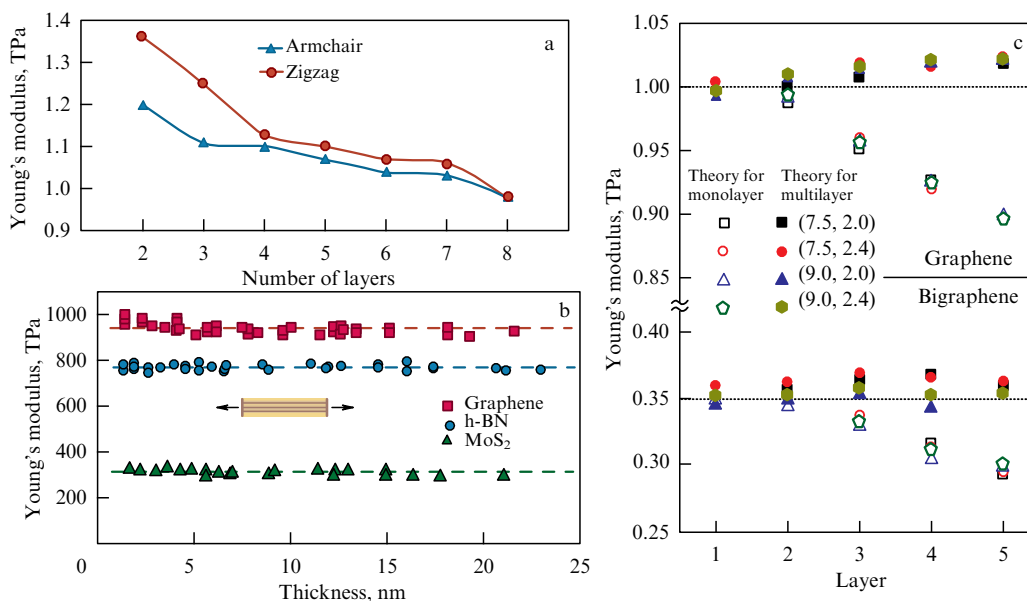 a
Young's modulus, TPa
1.4
1.3
1.2
1.1
1.0
0.9
Armchair
Zigzag
2 3 4 5 6 7 8
Number of layers
b
Young's modulus, TPa
1000
800
600
400
200
Graphene
h-BN
MoS₂
0 5 10 15 20 25
Thickness, nm
c
Young's modulus, TPa
1.05
1.00
0.95
0.90
0.85
0.35
0.30
0.25
Theory for Theory for
monolayer multilayer
(7.5, 2.0)
(7.5, 2.4)
(9.0, 2.0)
(9.0, 2.4)
Graphene
Bigraphene
0.40
1 2 3 4 5
Layer